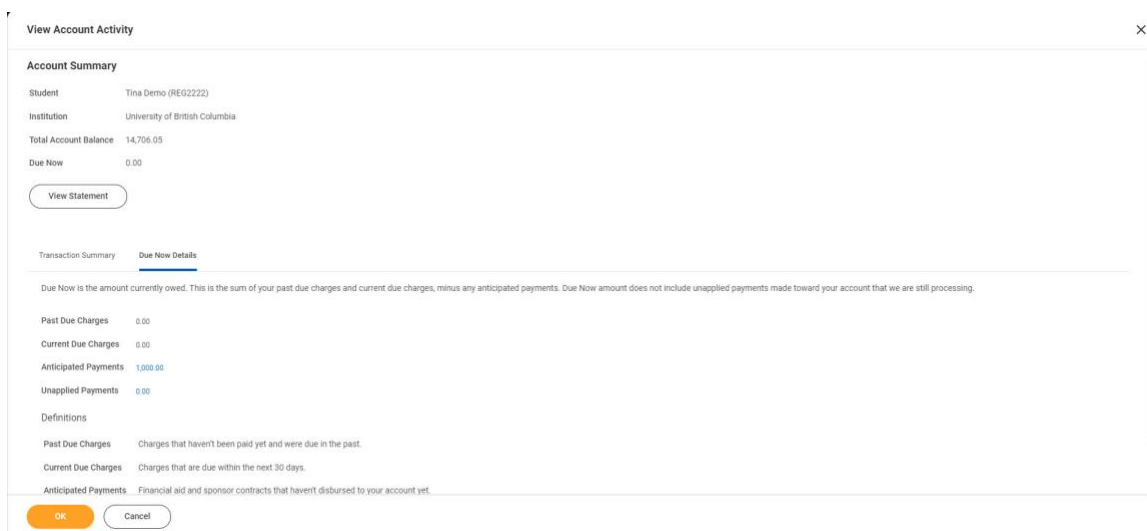 View Account Activity
Account Summary
Student Tina Demo (REG2222)
Institution University of British Columbia
Total Account Balance 14,706.05
Due Now 0.00
View Statement
Transaction Summary Due Now Details
Due Now is the amount currently owed. This is the sum of your past due charges and current due charges, minus any anticipated payments. Due Now amount does not include unapplied payments made toward your account that we are still processing.
Past Due Charges 0.00
Current Due Charges 0.00
Anticipated Payments 1,000.00
Unapplied Payments 0.00
Definitions
Past Due Charges Charges that haven't been paid yet and were due in the past.
Current Due Charges Charges that are due within the next 30 days.
Anticipated Payments Financial aid and sponsor contracts that haven't disbursed to your account yet.
OK Cancel